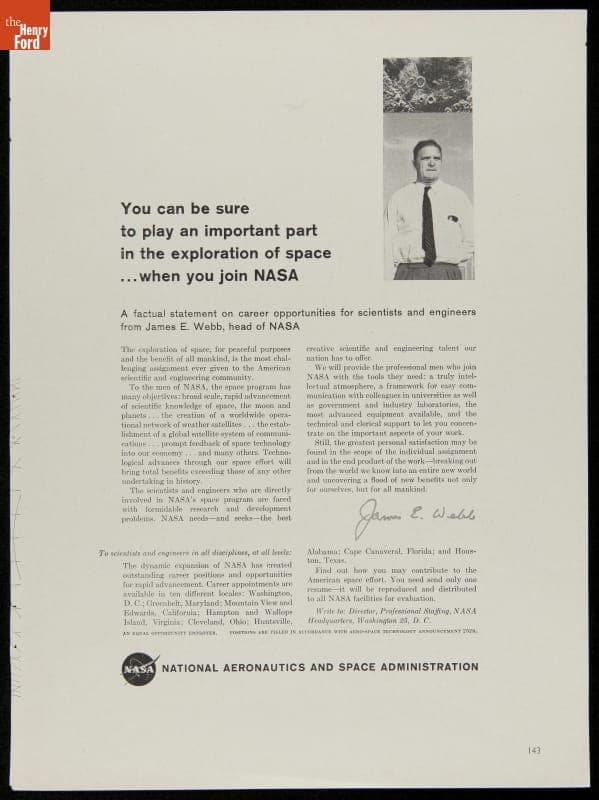 the
Henry
Ford
You can be sure
to play an important part
in the exploration of space
...when you join NASA
A factual statement on career opportunities for scientists and engineers
from James E. Webb, head of NASA
The exploration of space, for peaceful purposes
and the benefit of all mankind, is the most chal-
lenging assignment ever given to the American
scientific and engineering community.
To the men of NASA, the space program has
many objectives: broad scale, rapid advancement
of scientific knowledge of space, the moon and
planets . . . the creation of a worldwide opera-
tional network of weather satellites . . . the estab-
lishment of a global satellite system of communi-
cations . . . prompt feedback of space technology
into our economy . . . and many others. Techno-
logical advances through our space effort will
bring total benefits exceeding those of any other
undertaking in history.
The scientists and engineers who are directly
involved in NASA's space program are faced
with formidable research and development
problems. NASA needs—and seeks—the best
creative scientific and engineering talent our
nation has to offer.
We will provide the professional men who join
NASA with the tools they need: a truly intel-
lectual atmosphere, a framework for easy com-
munication with colleagues in universities as well
as government and industry laboratories, the
most advanced equipment available, and the
technical and clerical support to let you concen-
trate on the important aspects of your work.
Still, the greatest personal satisfaction may be
found in the scope of the individual assignment
and in the end product of the work—breaking out
from the world we know into an entire new world
and uncovering a flood of new benefits not only
for ourselves, but for all mankind.
James E. Webb
To scientists and engineers in all disciplines, at all levels:
The dynamic expansion of NASA has created
outstanding career positions and opportunities
for rapid advancement. Career appointments are
available in ten different locales: Washington,
D. C.; Greenbelt, Maryland; Mountain View and
Edwards, California; Hampton and Wallops
Island, Virginia; Cleveland, Ohio; Huntsville,
Alabama; Cape Canaveral, Florida; and Hous-
ton, Texas.
Find out how you may contribute to the
American space effort. You need send only one
resume—it will be reproduced and distributed
to all NASA facilities for evaluation.
Write to: Director, Professional Staffing, NASA
Headquarters, Washington 25, D. C.
AN EQUAL OPPORTUNITY EMPLOYER. POSITIONS ARE FILLED IN ACCORDANCE WITH AERO-SPACE TECHNOLOGY ANNOUNCEMENT 252B.
NASA NATIONAL AERONAUTICS AND SPACE ADMINISTRATION
143